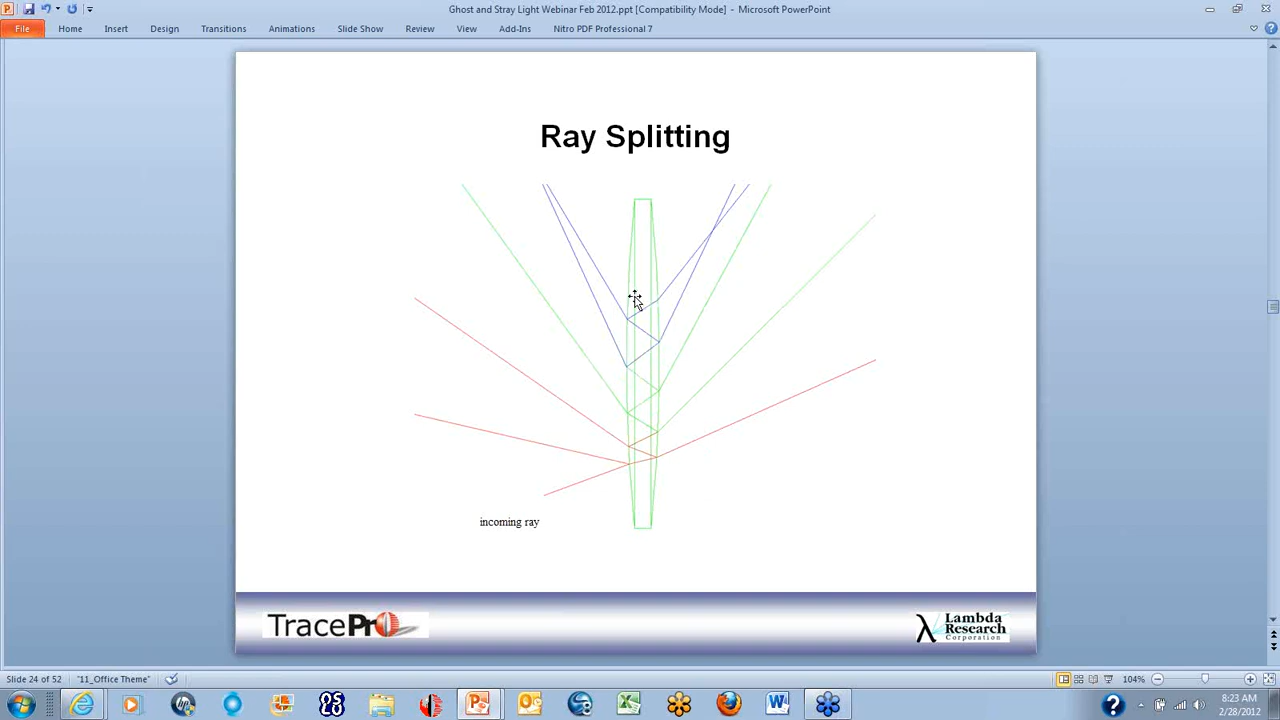 Ghost and Stray Light Webinar Feb 2012.ppt [Compatibility Mode] - Microsoft PowerPoint
File Home Insert Design Transitions Animations Slide Show Review View Add-Ins Nitro PDF Professional 7
Ray Splitting
incoming ray
TracePro
λ Lambda
Research
Corporation
Slide 24 of 52 "11_Office Theme" 104%
8:23 AM
2/28/2012